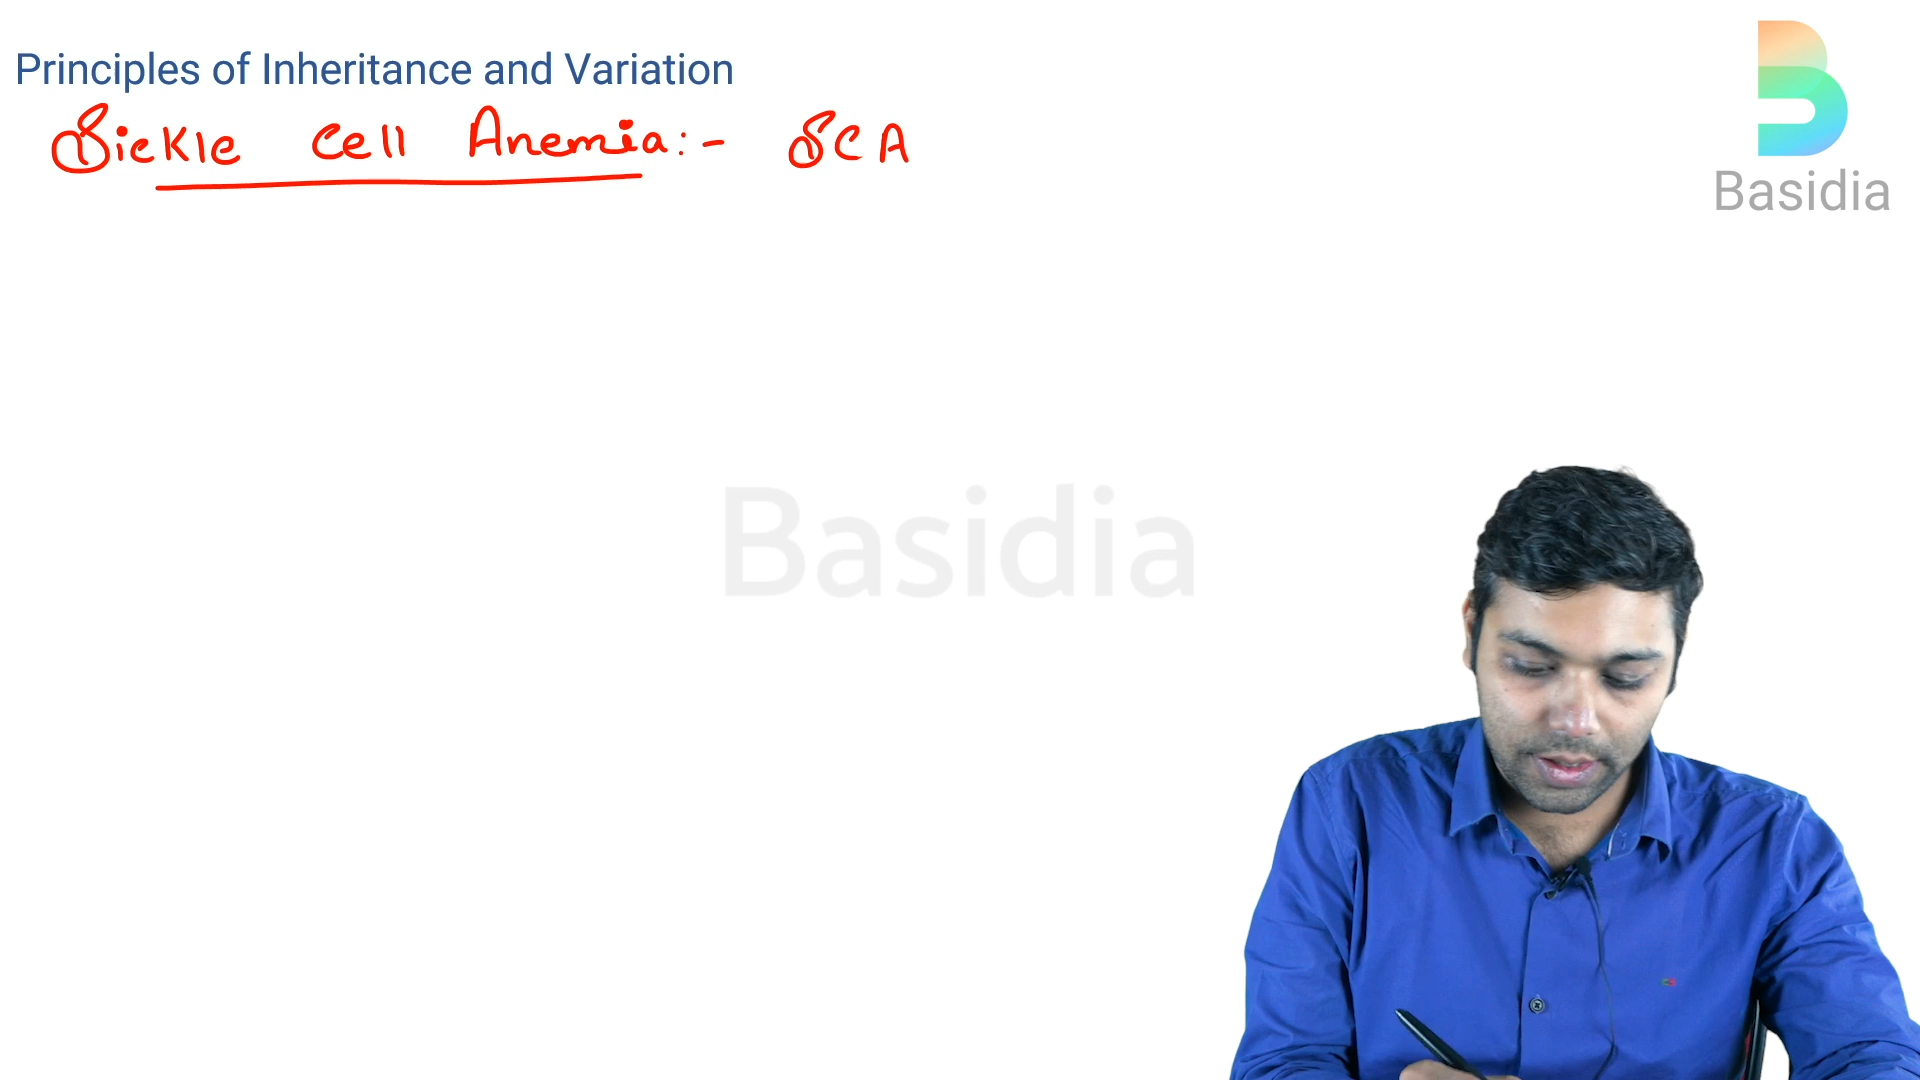 Principles of Inheritance and Variation
Sickle Cell Anemia:- SCA
Basidia
Basidia